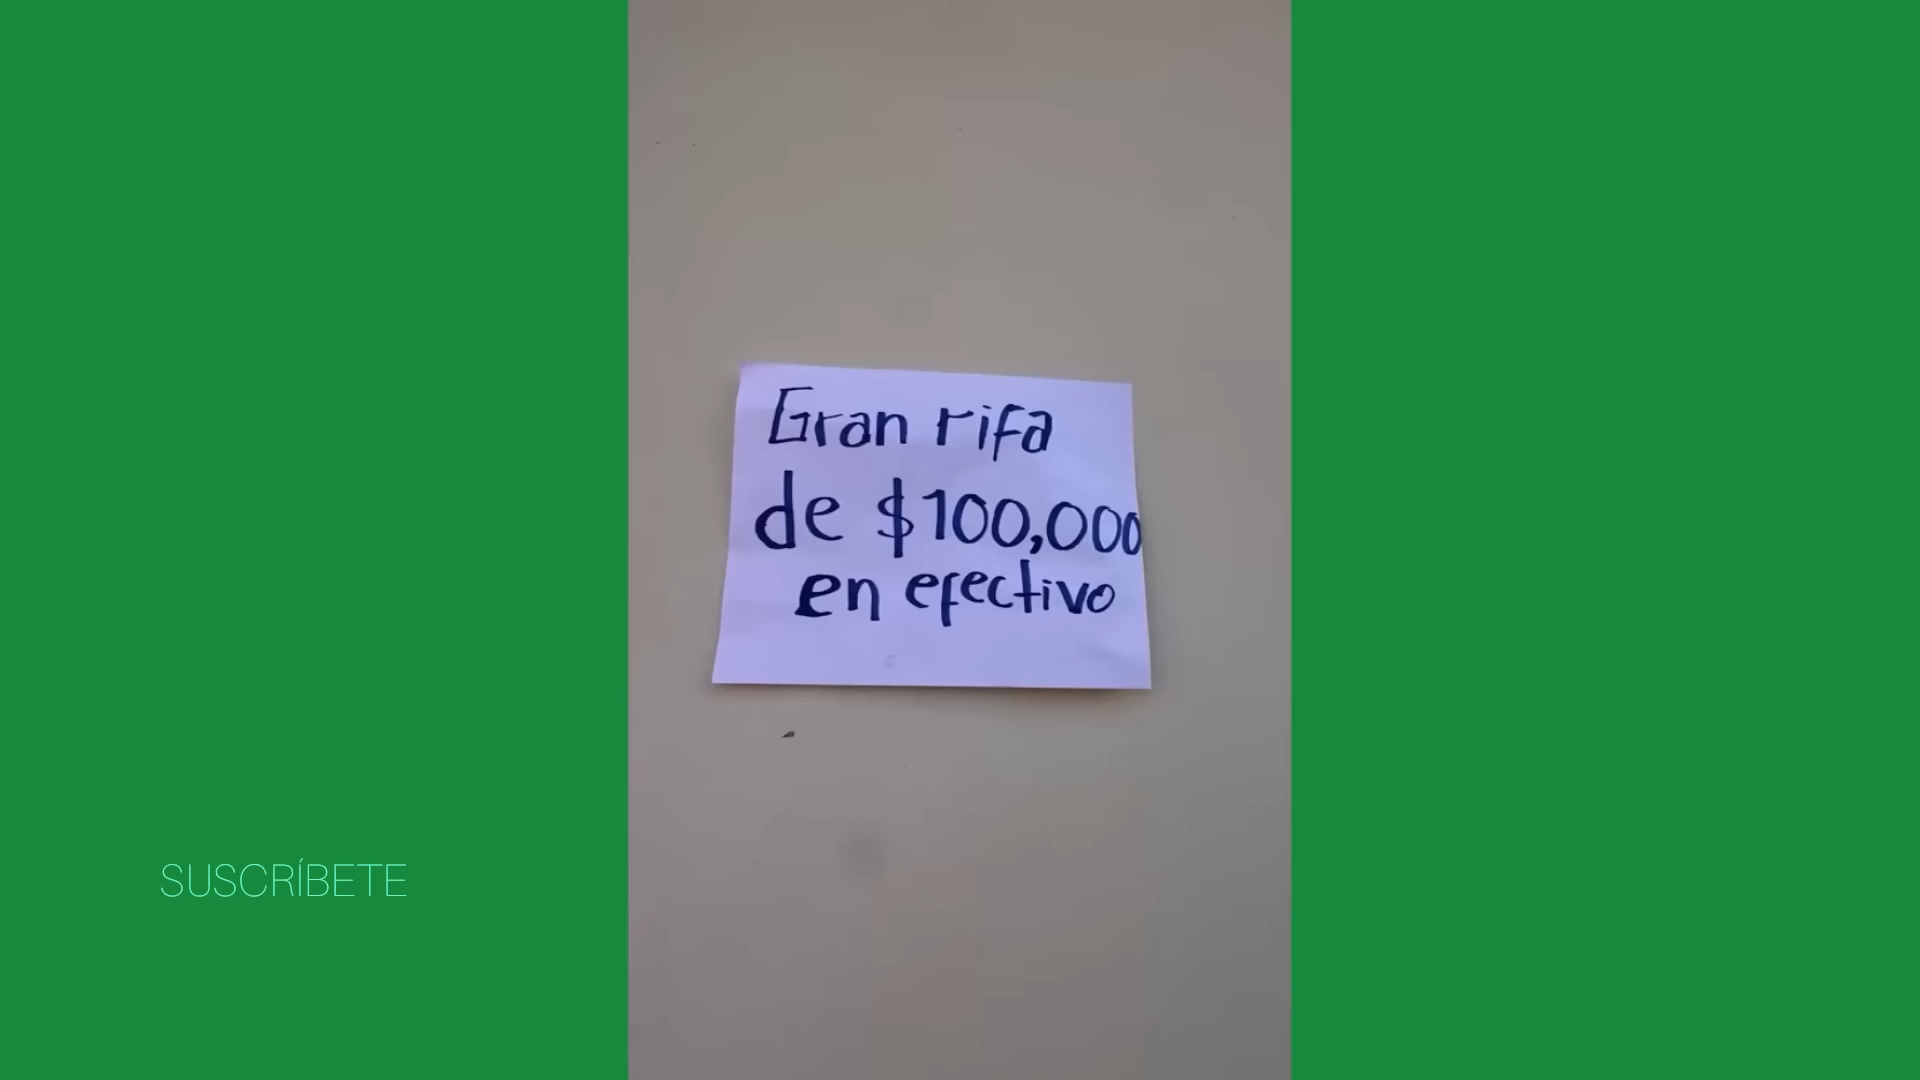 Gran rifa
de $100,000
en efectivo
SUSCRÍBETE